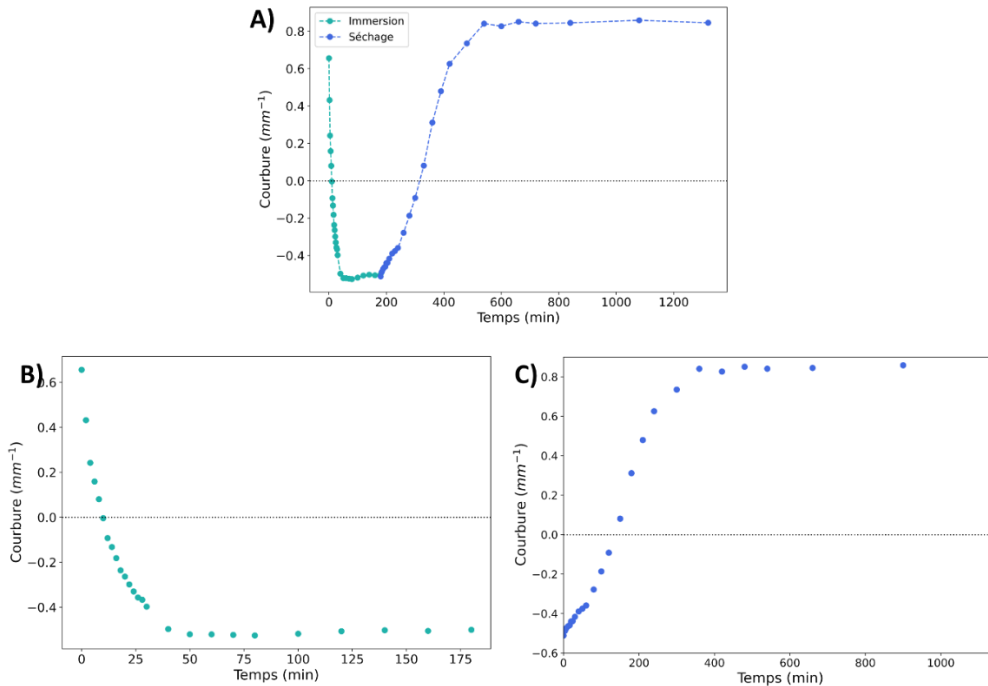 A)
Immersion
Séchage
0.8
0.6
0.4
0.2
0.0
−0.2
−0.4
Courbure (mm⁻¹)
0 200 400 600 800 1000 1200
Temps (min)
B)
0.6
0.4
0.2
0.0
−0.2
−0.4
Courbure (mm⁻¹)
0 25 50 75 100 125 150 175
Temps (min)
C)
0.8
0.6
0.4
0.2
0.0
−0.2
−0.4
−0.6
Courbure (mm⁻¹)
0 200 400 600 800 1000
Temps (min)